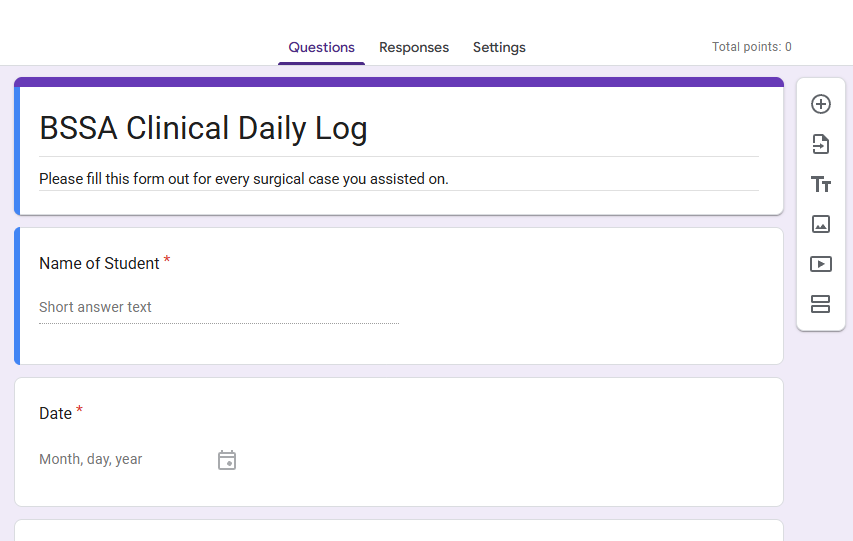 Questions Responses Settings Total points: 0
BSSA Clinical Daily Log
Please fill this form out for every surgical case you assisted on.
Name of Student *
Short answer text
Date *
Month, day, year